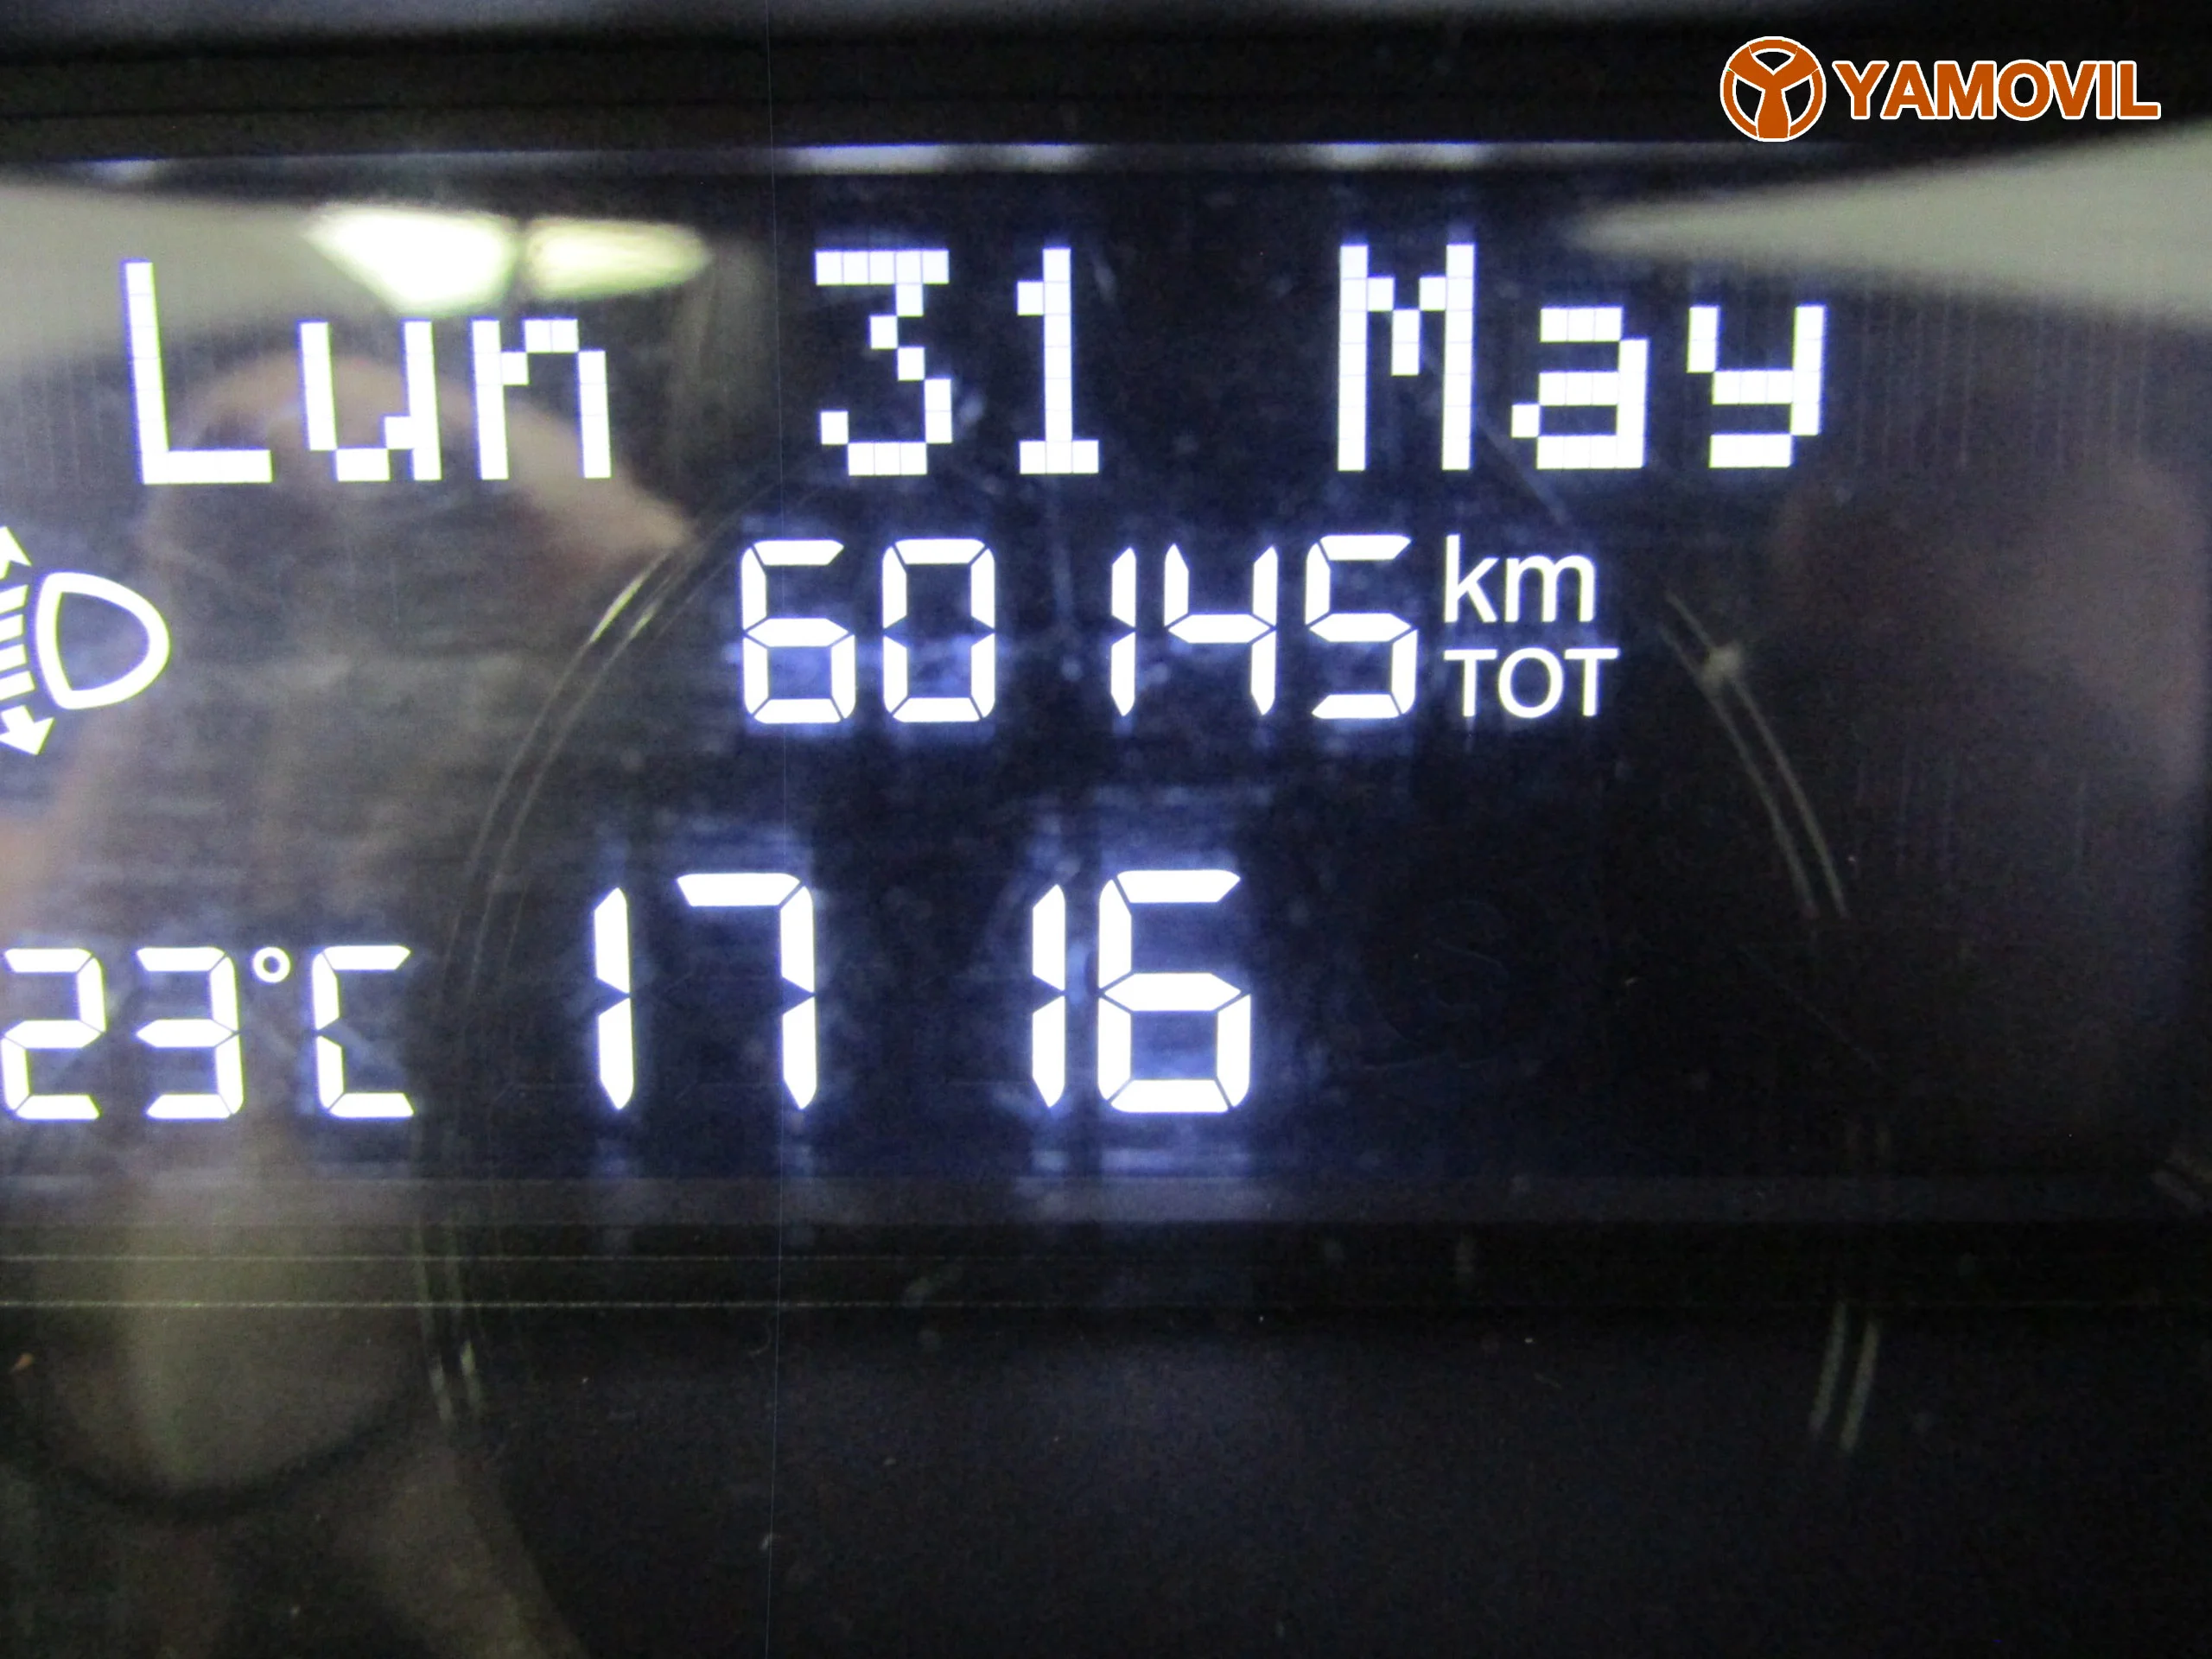 YAMOVIL
Lun 31 May
60145 km
TOT
23°C 17 16